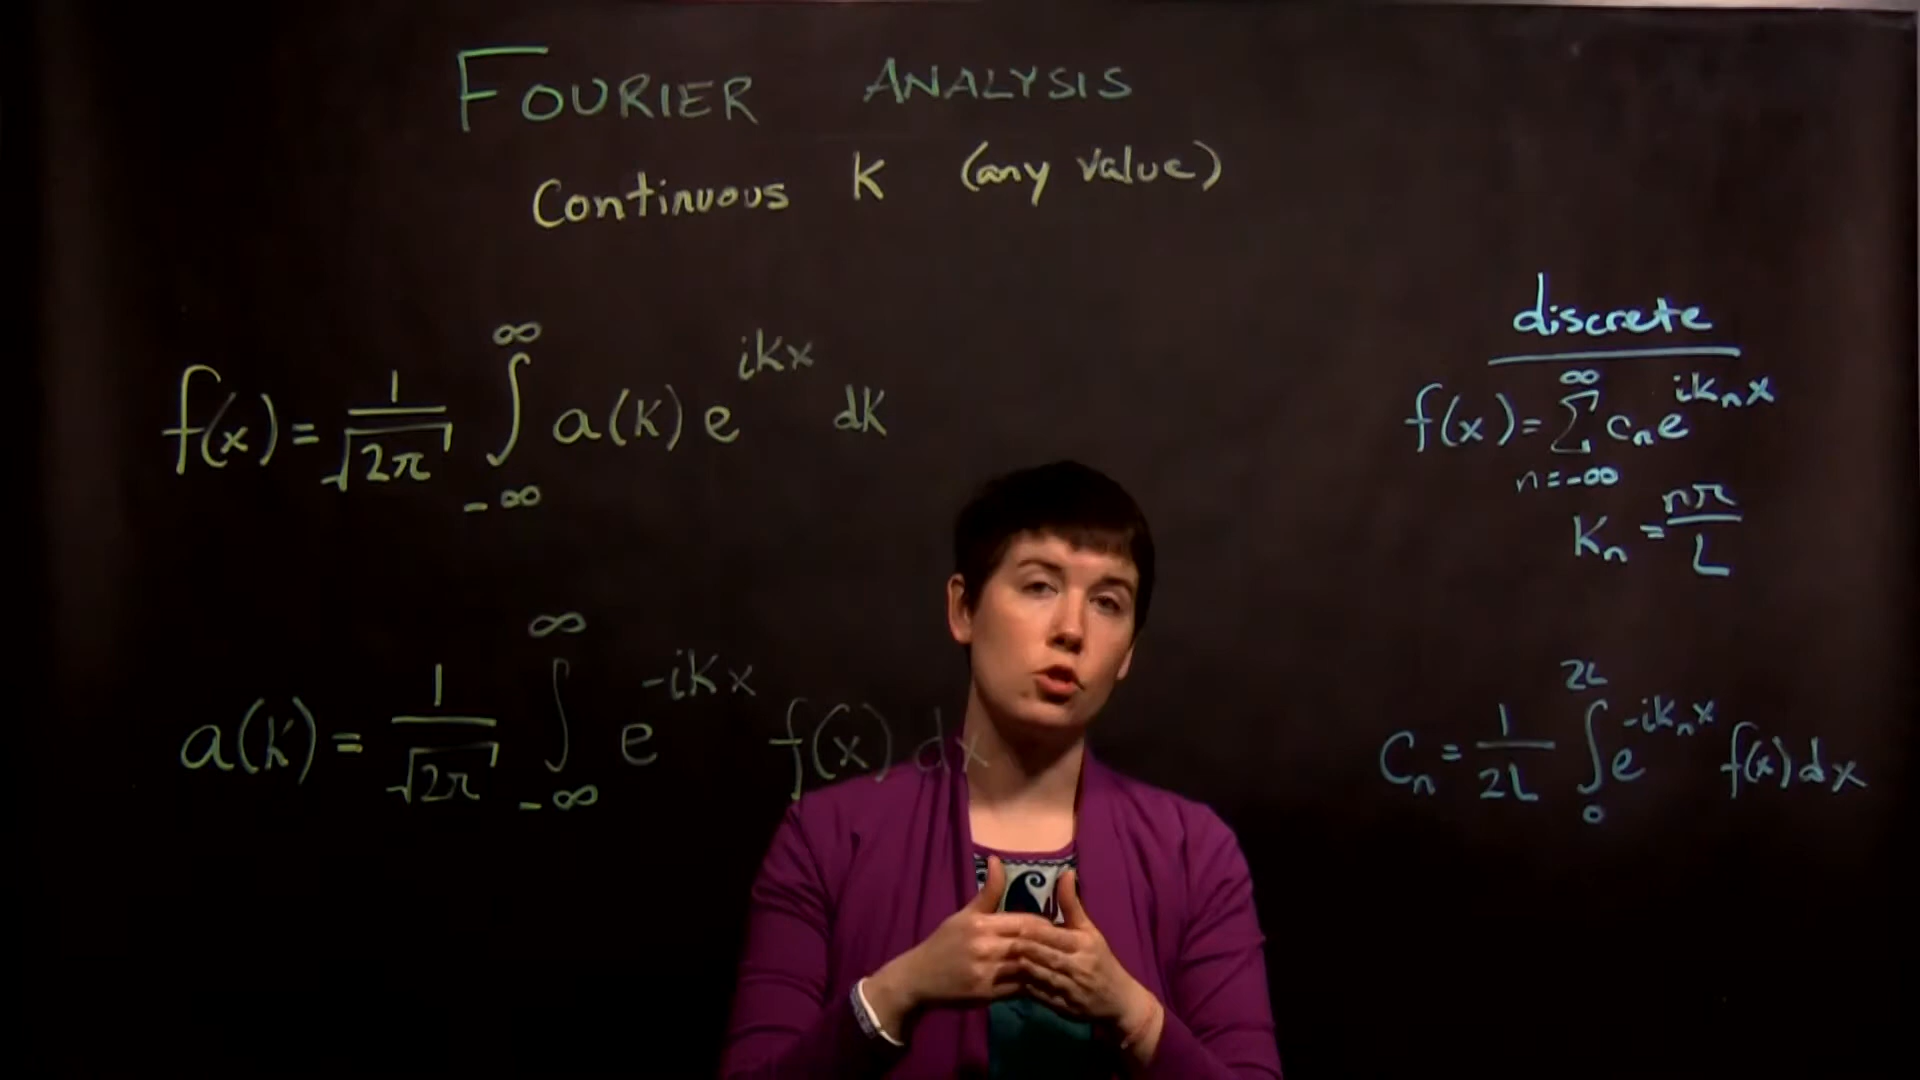 FOURIER ANALYSIS
Continuous K (any value)
f(x) = 1/√2π ∫_{-∞}^{∞} a(k) e^{ikx} dk
a(k) = 1/√2π ∫_{-∞}^{∞} e^{-ikx} f(x) dx
discrete
f(x) = Σ_{n=-∞}^{∞} c_n e^{ik_n x}
K_n = nπ/L
C_n = 1/2L ∫_0^{2L} e^{-ik_n x} f(x) dx